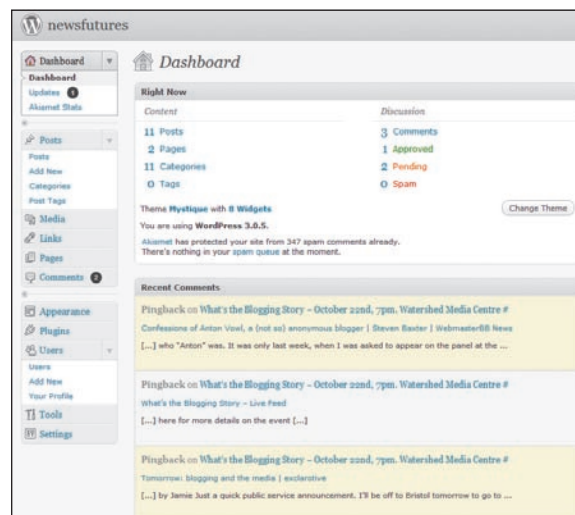 newsfutures
Dashboard
Dashboard
Updates 1
Akismet Stats
Posts
Posts
Add New
Categories
Post Tags
Media
Links
Pages
Comments 2
Appearance
Plugins
Users
Users
Add New
Your Profile
Tools
Settings
Dashboard
Right Now
Content
Discussion
11 Posts
3 Comments
2 Pages
1 Approved
11 Categories
2 Pending
0 Tags
0 Spam
Theme Mystique with 8 Widgets
Change Theme
You are using WordPress 3.0.5.
Akismet has protected your site from 347 spam comments already.
There's nothing in your spam queue at the moment.
Recent Comments
Pingback on What's the Blogging Story – October 22nd, 7pm. Watershed Media Centre #
Confessions of Anton Vowl, a (not so) anonymous blogger | Steven Baxter | WebmasterBB News
[...] who "Anton" was. It was only last week, when I was asked to appear on the panel at the ...
Pingback on What's the Blogging Story – October 22nd, 7pm. Watershed Media Centre #
What's the Blogging Story – Live Feed
[...] here for more details on the event [...]
Pingback on What's the Blogging Story – October 22nd, 7pm. Watershed Media Centre #
Tomorrow: blogging and the media | exclarotive
[...] by Jamie Just a quick public service announcement. I'll be off to Bristol tomorrow to go to ...